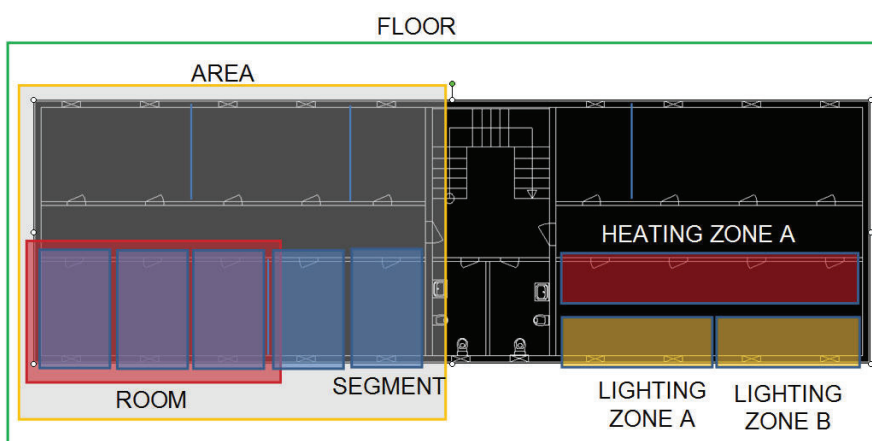 FLOOR
AREA
HEATING ZONE A
SEGMENT
ROOM
LIGHTING
ZONE A
LIGHTING
ZONE B